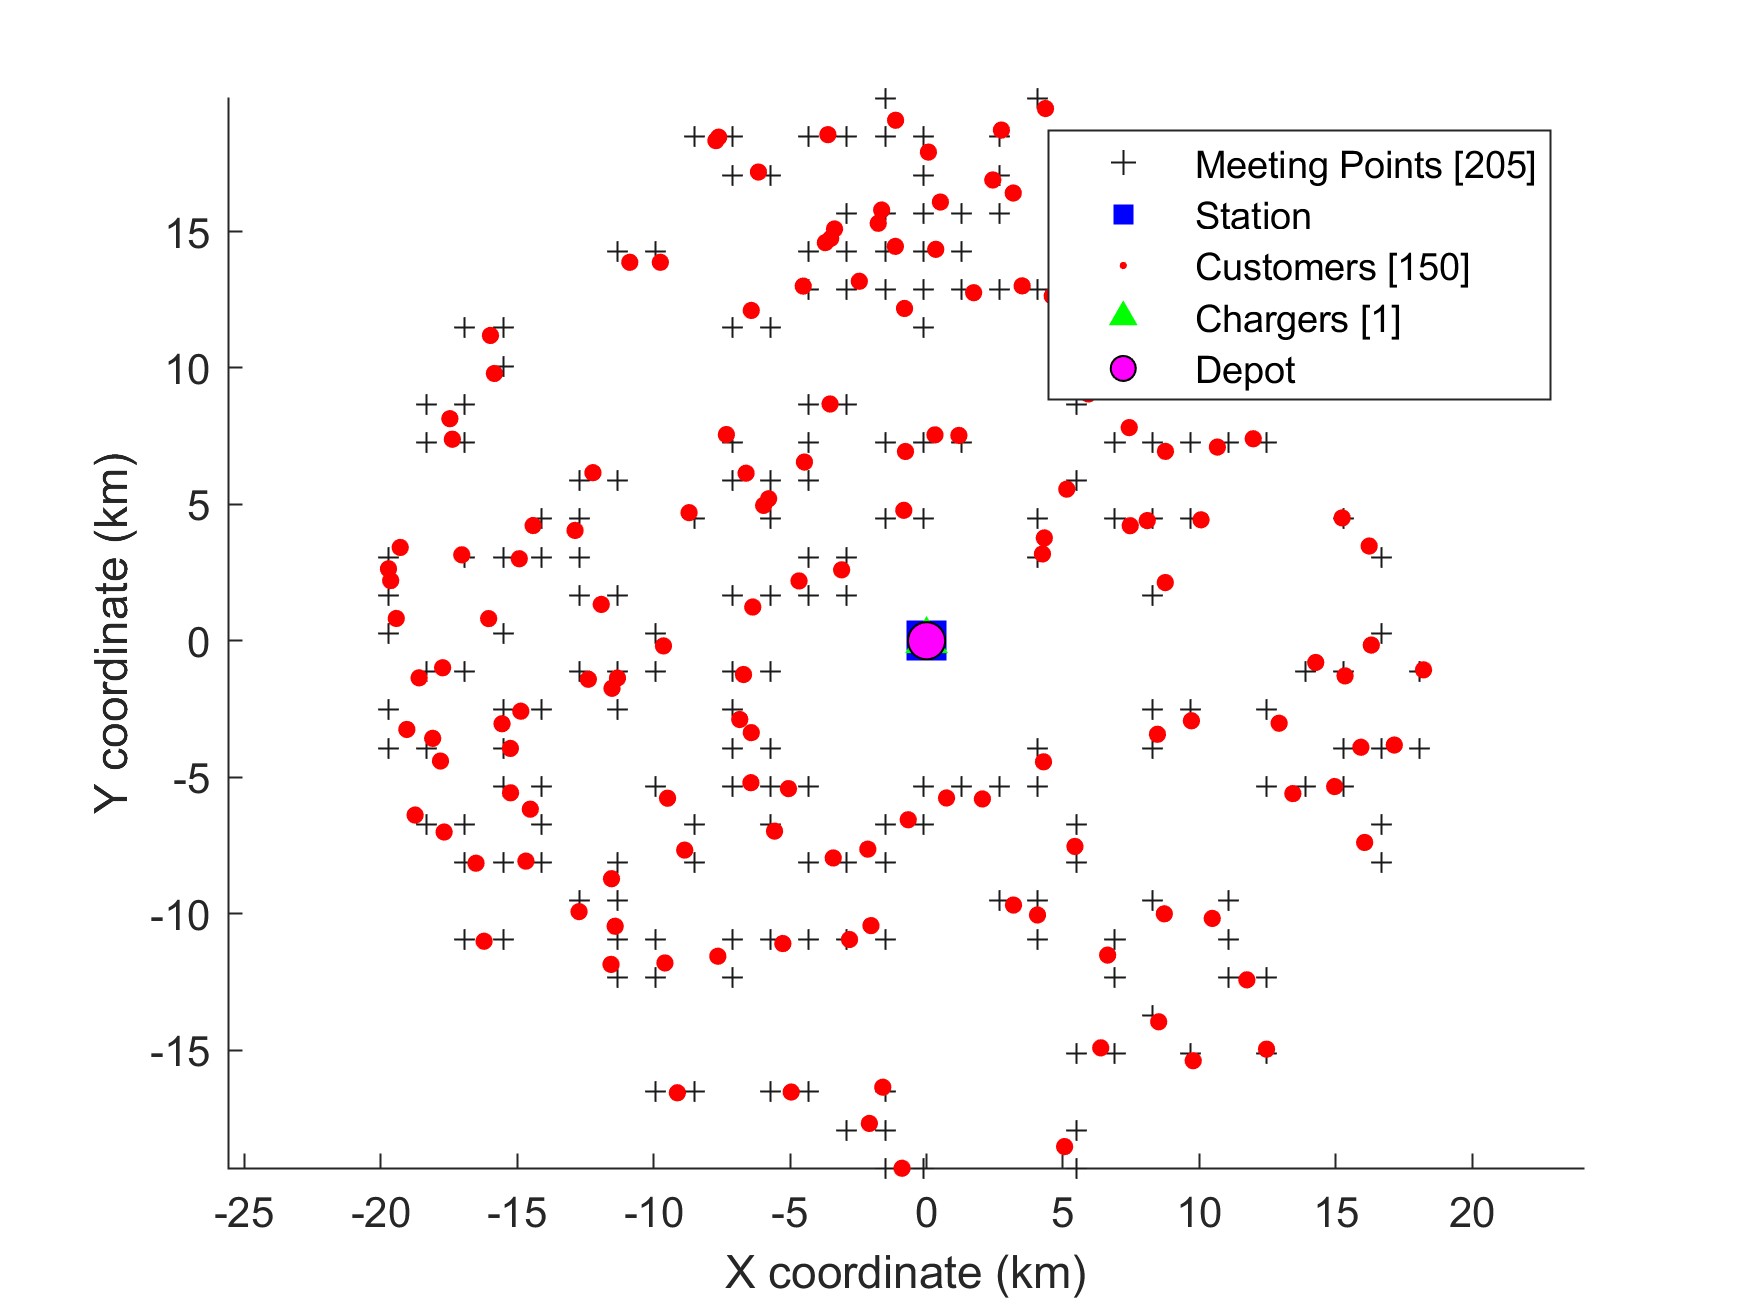 Meeting Points [205]
Station
Customers [150]
Chargers [1]
Depot
15
10
5
0
-5
-10
-15
Y coordinate (km)
-25 -20 -15 -10 -5 0 5 10 15 20
X coordinate (km)